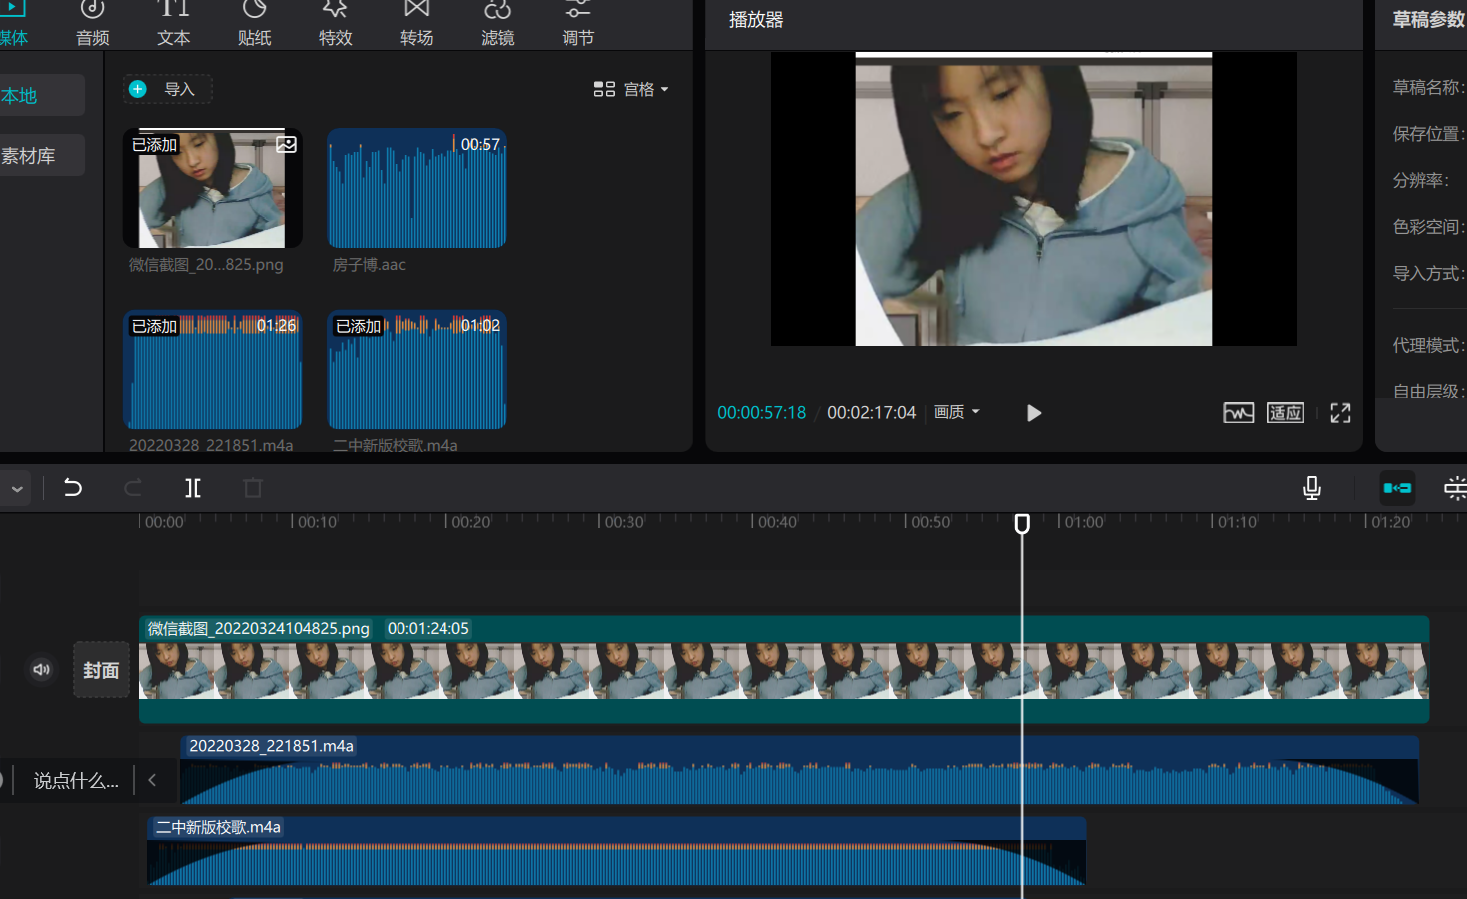 媒体 音频 文本 贴纸 特效 转场 滤镜 调节
播放器
草稿参数
本地
素材库
导入
宫格
已添加
微信截图_20...825.png
00:57
房子博.aac
已添加 01:26
20220328_221851.m4a
已添加 01:02
二中新版校歌.m4a
00:00:57:18 / 00:02:17:04 画质
适应
草稿名称:
保存位置:
分辨率:
色彩空间:
导入方式:
代理模式:
自由层级:
00:00 00:10 00:20 00:30 00:40 00:50 01:00 01:10 01:20
微信截图_20220324104825.png 00:01:24:05
封面
20220328_221851.m4a
说点什么...
二中新版校歌.m4a